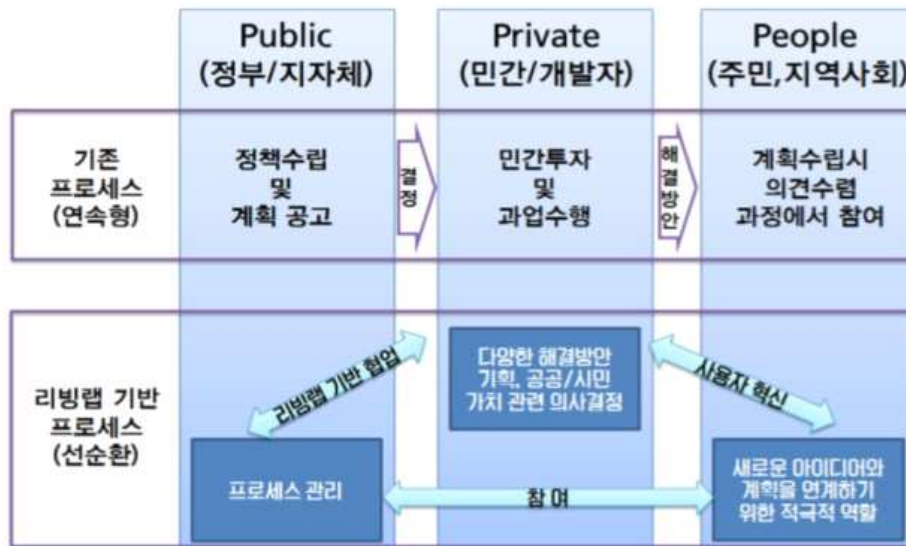 Public
(정부/지자체)
Private
(민간/개발자)
People
(주민,지역사회)
기존
프로세스
(연속형)
정책수립
및
계획 공고
결정
민간투자
및
과업수행
해결방안
계획수립시
의견수렴
과정에서 참여
리빙랩 기반
프로세스
(선순환)
리빙랩 기반 협업
다양한 해결방안
기획, 공공/시민
가치 관련 의사결정
사용자 혁신
프로세스 관리
참 여
새로운 아이디어와
계획을 연계하기
위한 적극적 역할